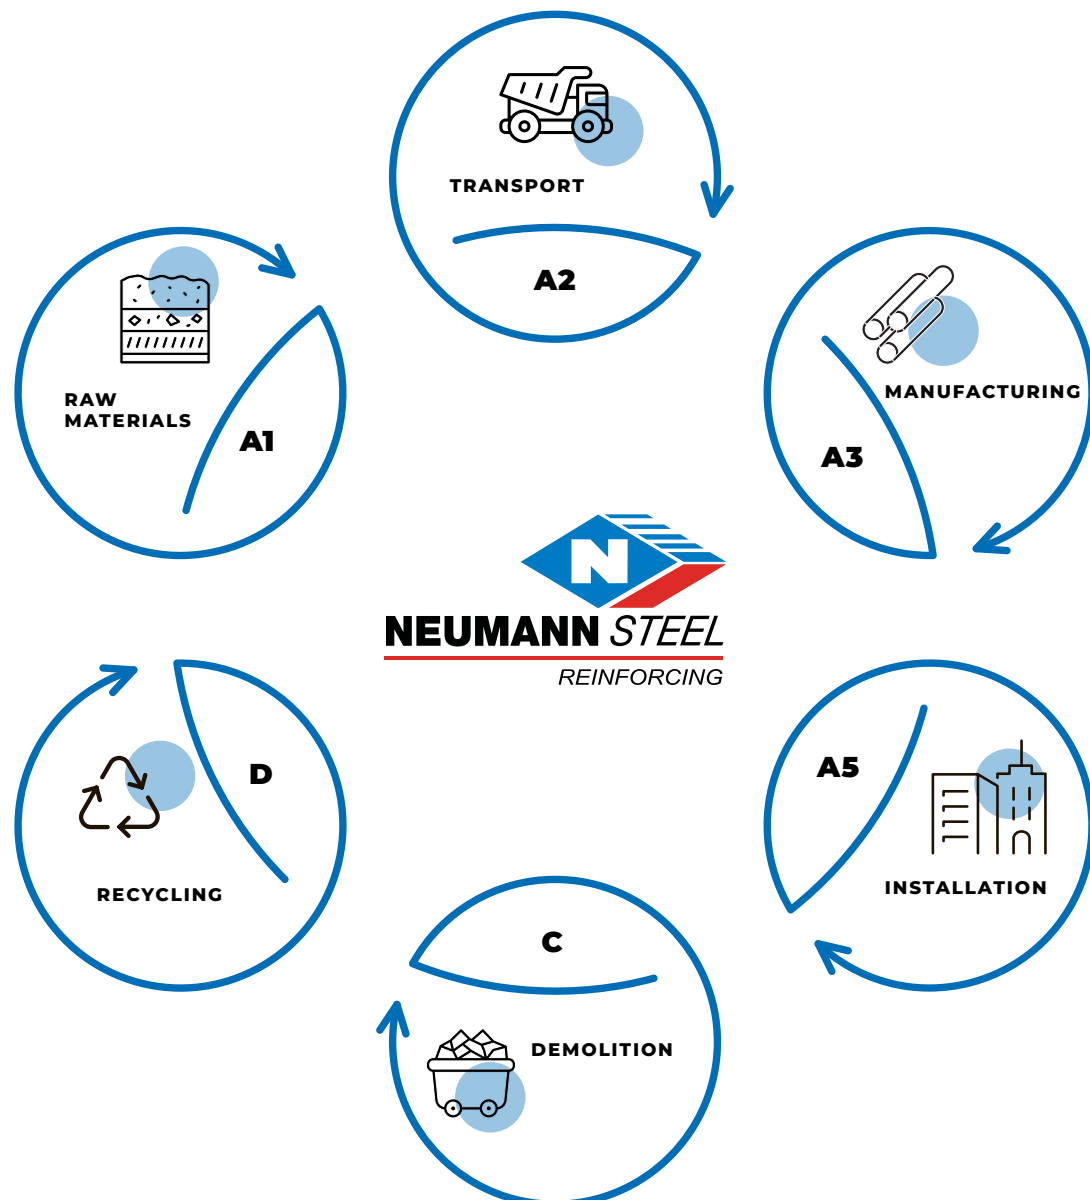 TRANSPORT
A2
RAW
MATERIALS
A1
MANUFACTURING
A3
N
NEUMANN STEEL
REINFORCING
D
RECYCLING
A5
INSTALLATION
C
DEMOLITION